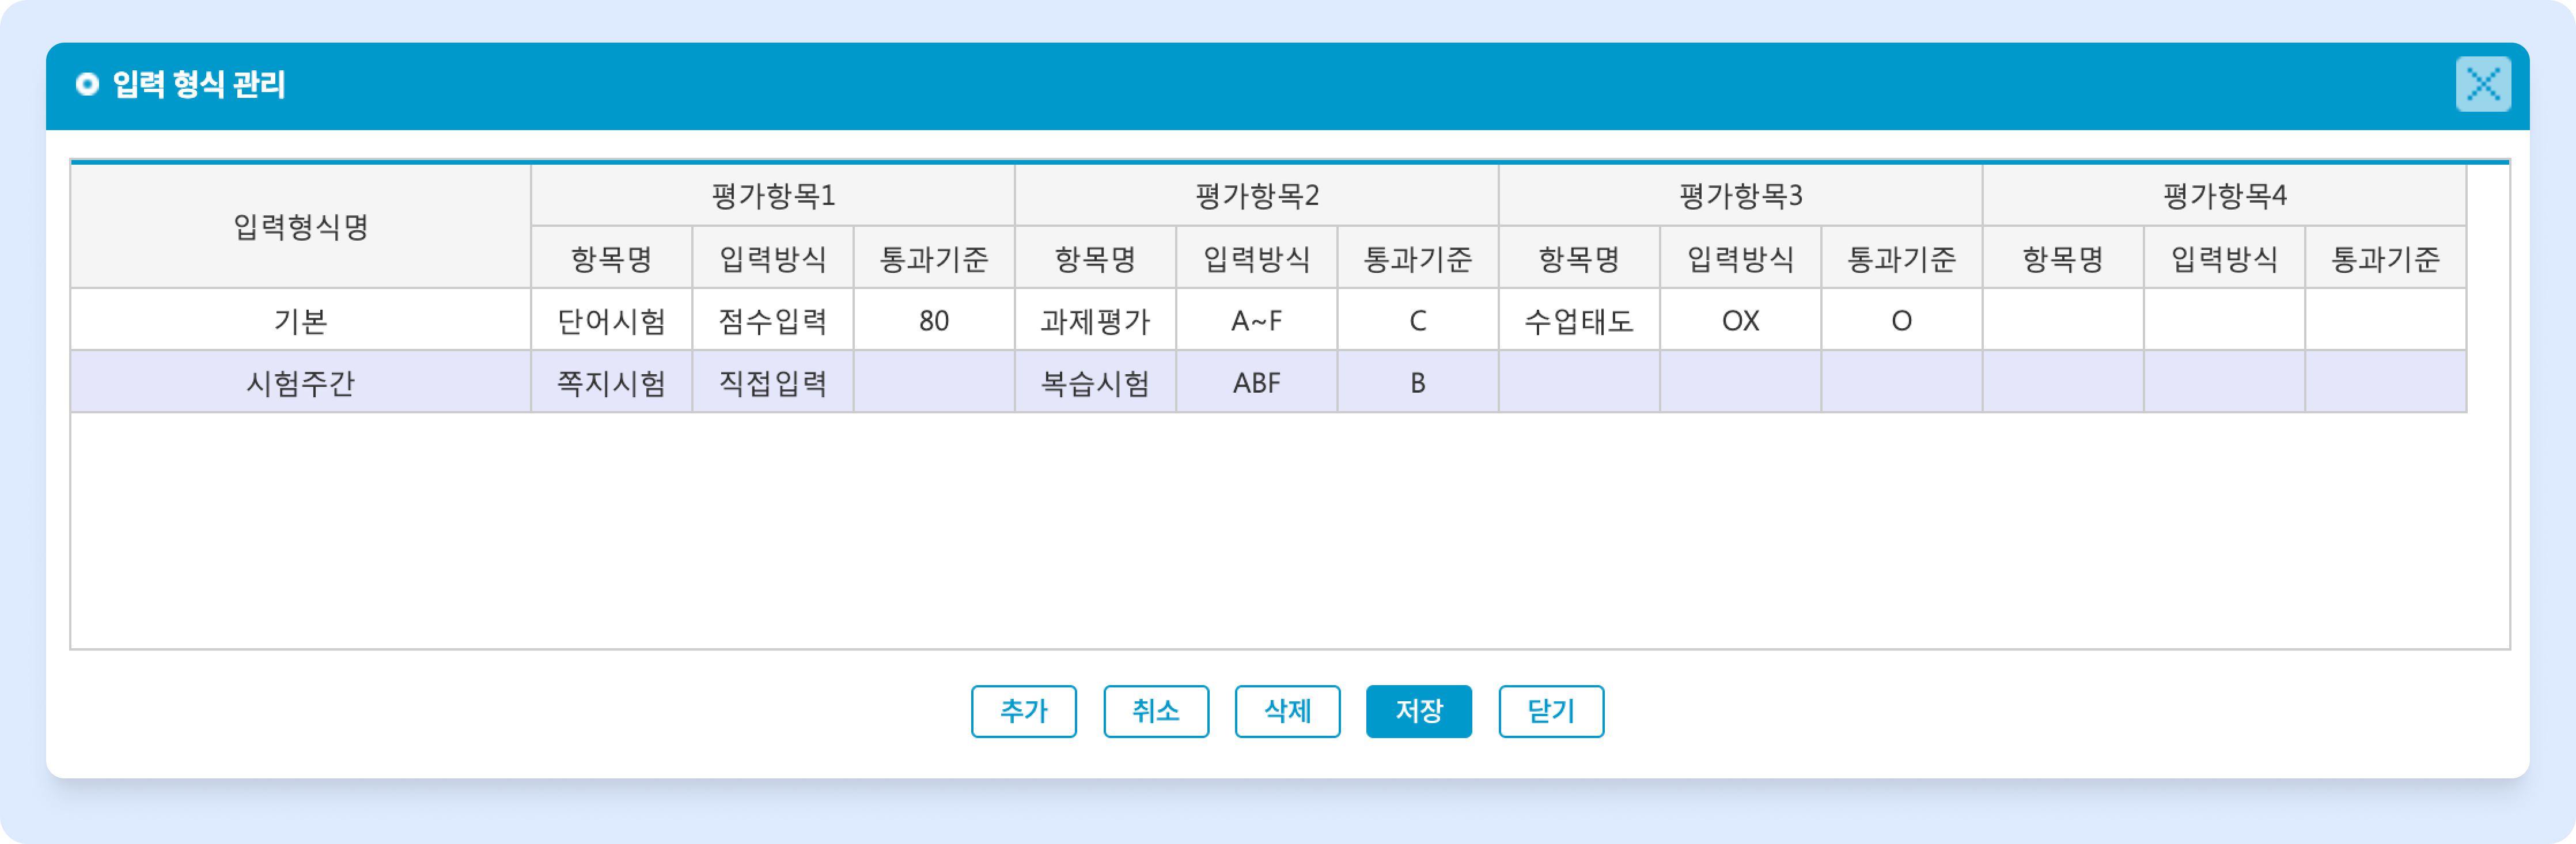 입력 형식 관리
입력형식명 평가항목1 평가항목2 평가항목3 평가항목4
항목명 입력방식 통과기준 항목명 입력방식 통과기준 항목명 입력방식 통과기준 항목명 입력방식 통과기준
기본 단어시험 점수입력 80 과제평가 A~F C 수업태도 OX O
시험주간 쪽지시험 직접입력 복습시험 ABF B
추가 취소 삭제 저장 닫기